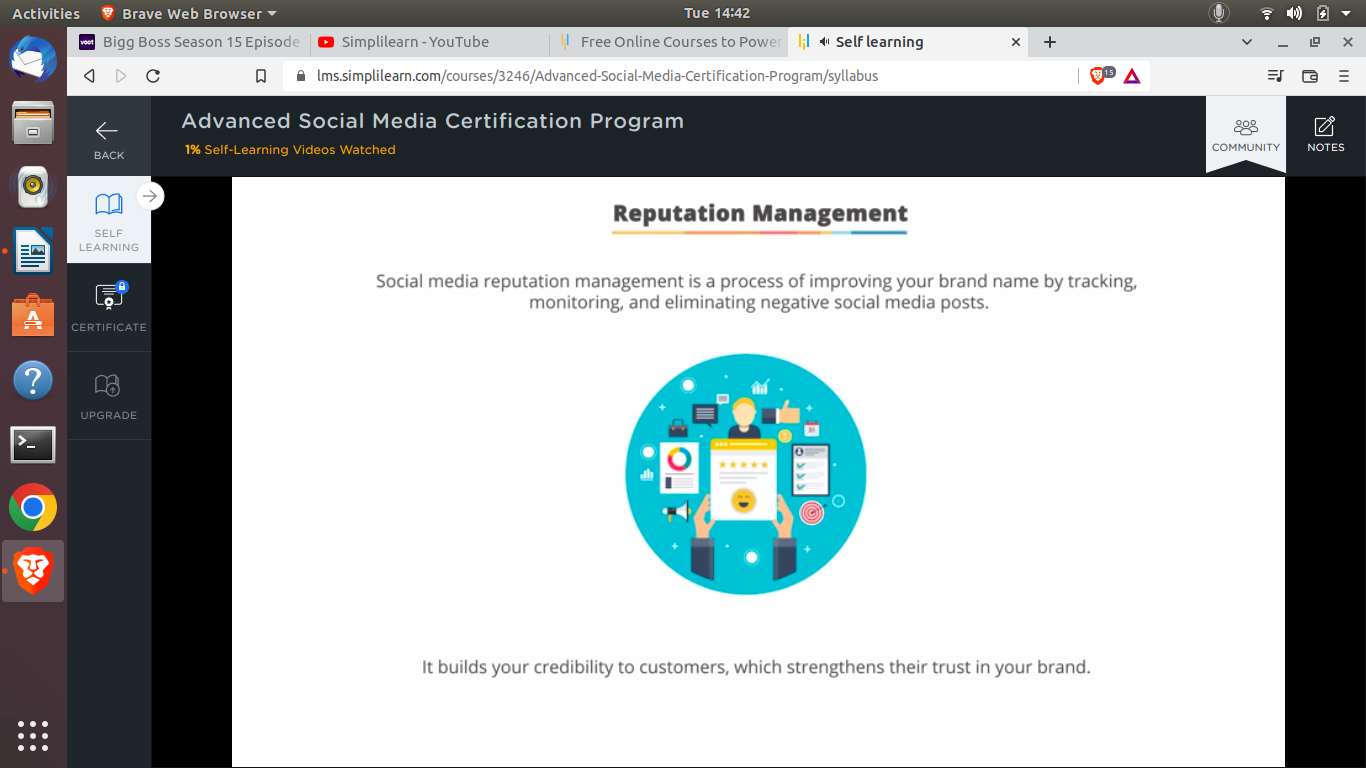 Activities
Brave Web Browser
Tue 14:42
voot
Bigg Boss Season 15 Episode
Simplilearn - YouTube
Free Online Courses to Power
Self learning
lms.simplilearn.com/courses/3246/Advanced-Social-Media-Certification-Program/syllabus
15
BACK
Advanced Social Media Certification Program
1% Self-Learning Videos Watched
COMMUNITY
NOTES
SELF
LEARNING
CERTIFICATE
UPGRADE
Reputation Management
Social media reputation management is a process of improving your brand name by tracking,
monitoring, and eliminating negative social media posts.
It builds your credibility to customers, which strengthens their trust in your brand.